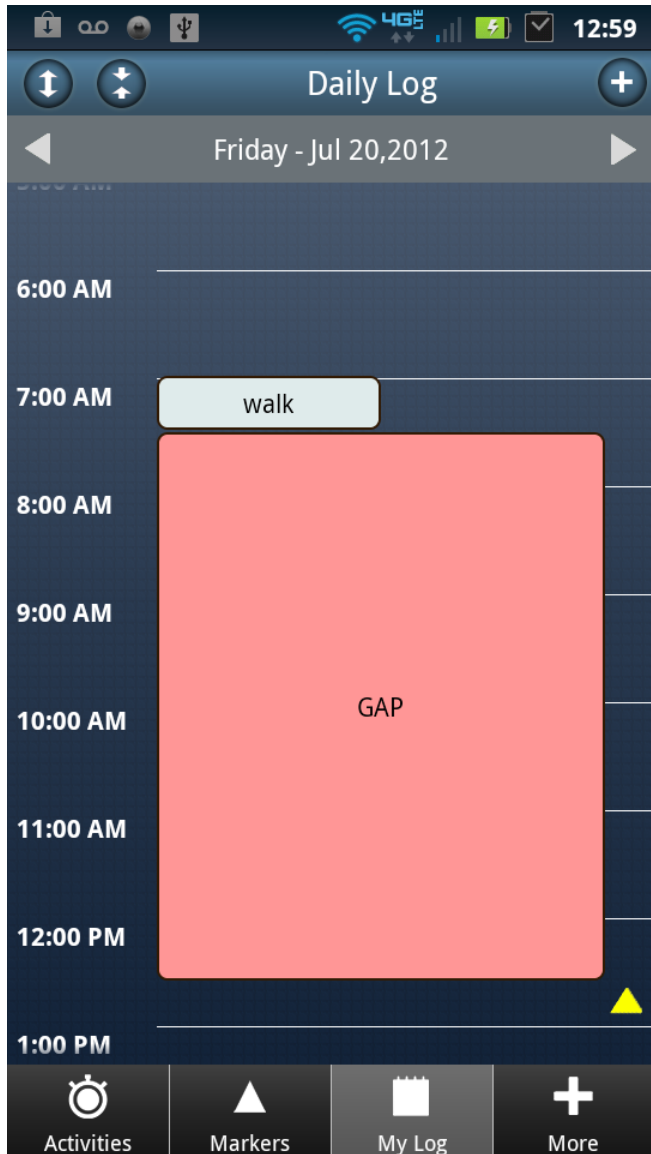 4G LTE 12:59
Daily Log
Friday - Jul 20,2012
6:00 AM
7:00 AM
walk
8:00 AM
9:00 AM
GAP
10:00 AM
11:00 AM
12:00 PM
1:00 PM
Activities Markers My Log More